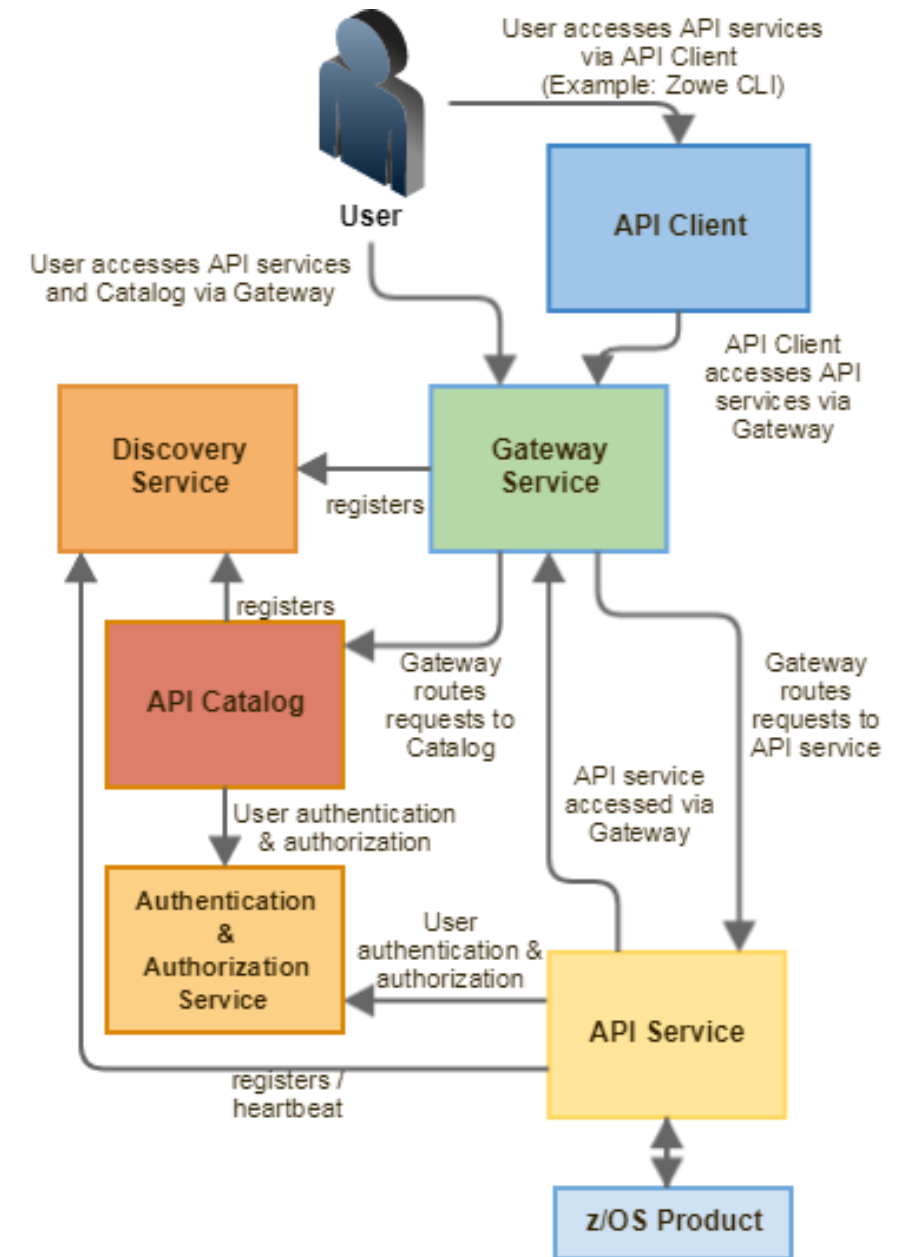 User accesses API services
via API Client
(Example: Zowe CLI)
User
API Client
User accesses API services
and Catalog via Gateway
API Client
accesses API
services via
Gateway
Discovery
Service
Gateway
Service
registers
registers
API Catalog
Gateway
routes
requests to
Catalog
Gateway
routes
requests to
API service
API service
accessed via
Gateway
User authentication
& authorization
Authentication
&
Authorization
Service
User
authentication &
authorization
API Service
registers /
heartbeat
z/OS Product